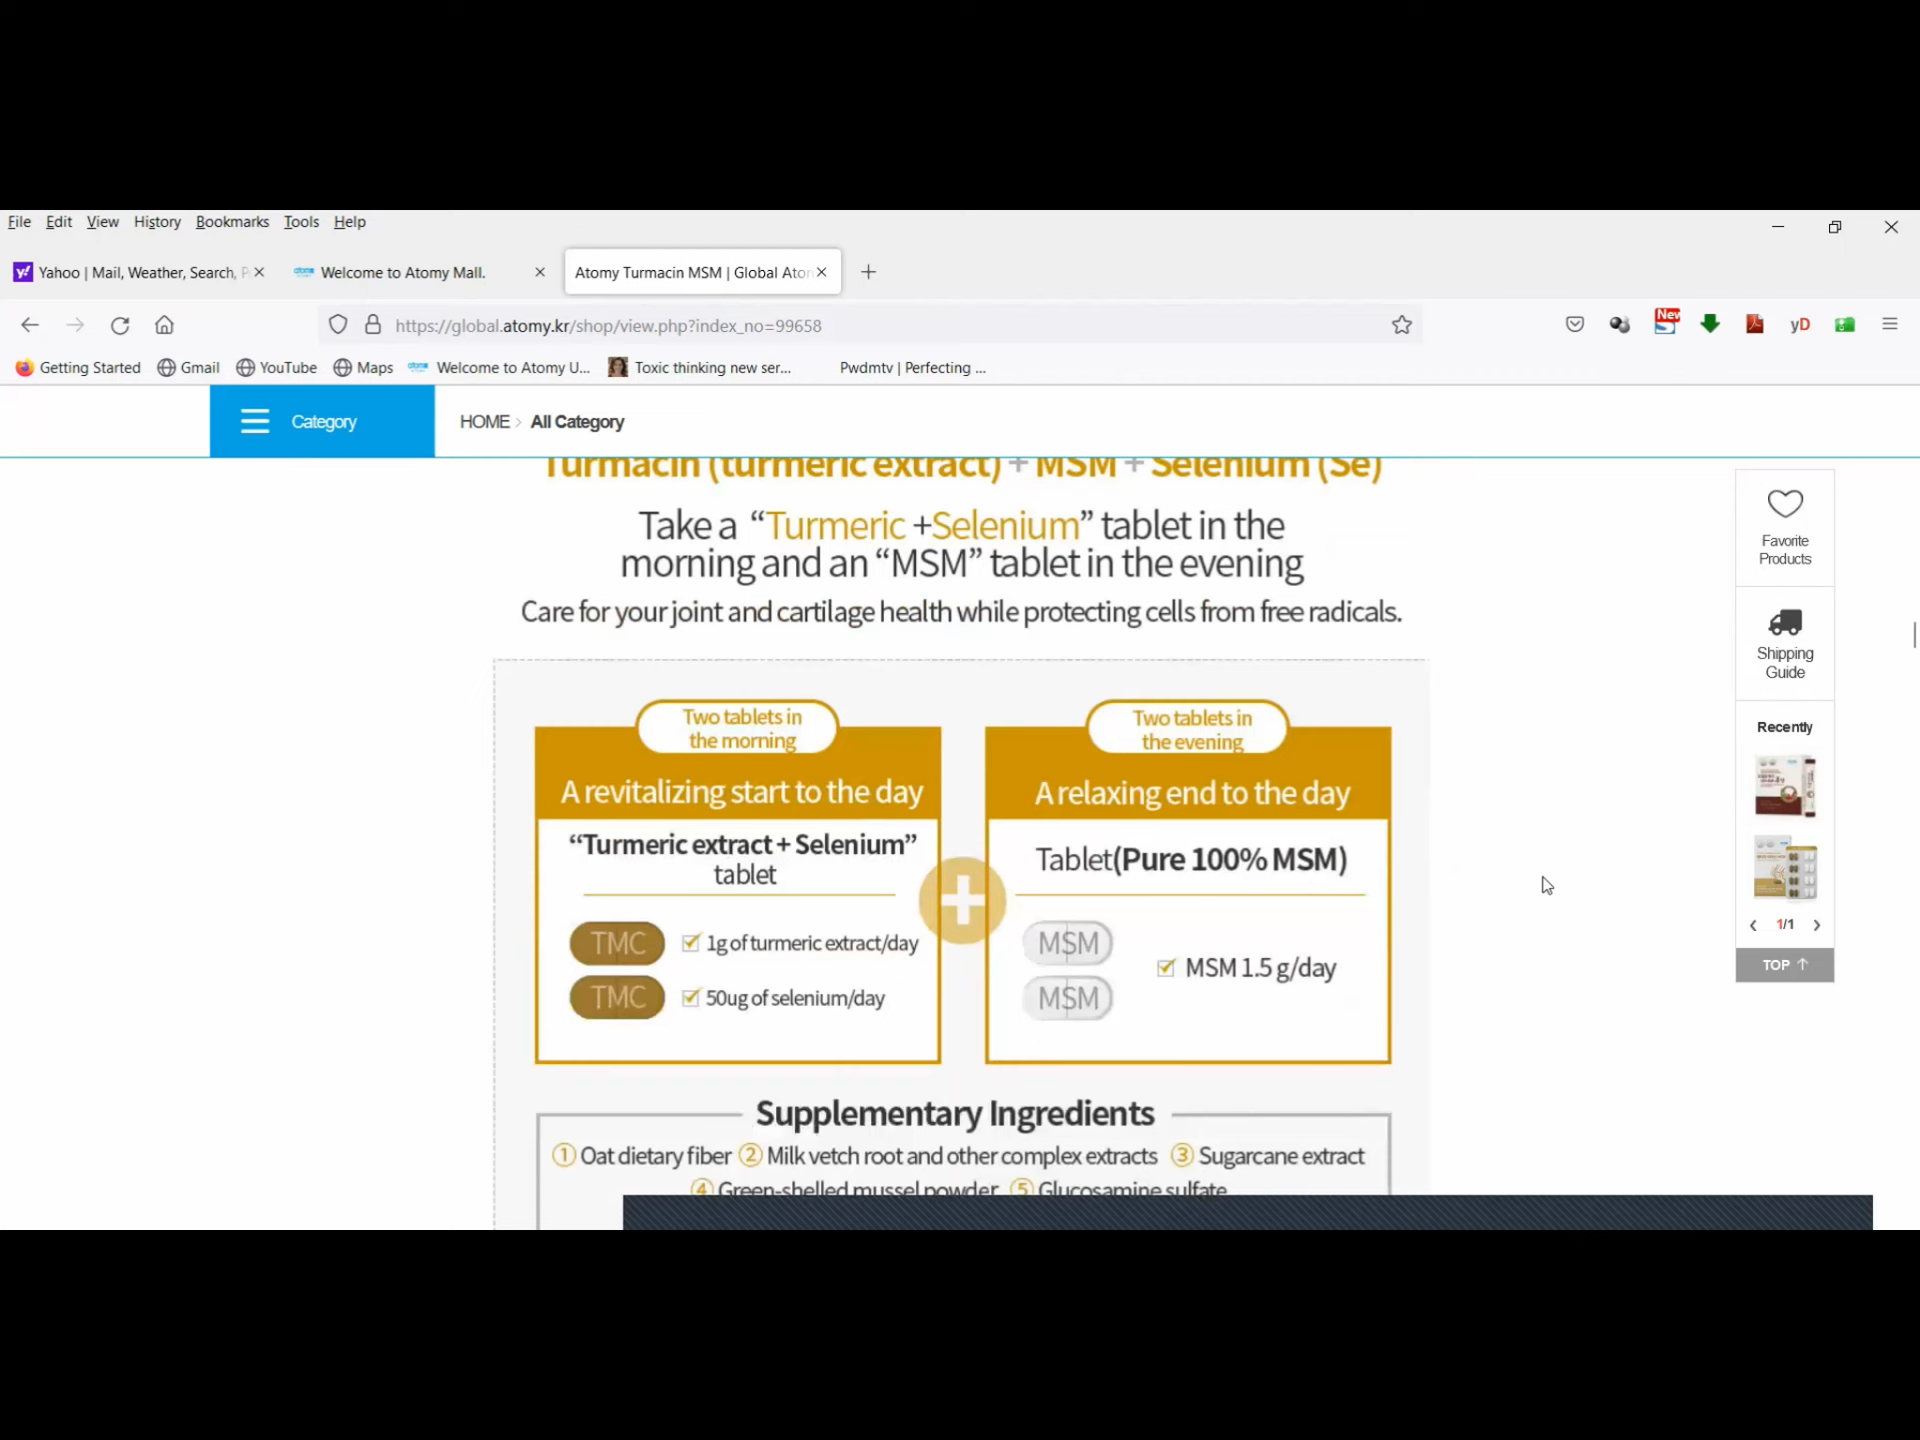 File Edit View History Bookmarks Tools Help
Yahoo | Mail, Weather, Search, P
Welcome to Atomy Mall.
Atomy Turmacin MSM | Global Aton
https://global.atomy.kr/shop/view.php?index_no=99658
New
yD
Getting Started Gmail YouTube Maps Welcome to Atomy U... Toxic thinking new ser... Pwdmtv | Perfecting ...
Category
HOME > All Category
Turmacin (turmeric extract) + MSM + Selenium (Se)
Take a “Turmeric +Selenium” tablet in the
morning and an “MSM” tablet in the evening
Care for your joint and cartilage health while protecting cells from free radicals.
Two tablets in
the morning
A revitalizing start to the day
“Turmeric extract + Selenium”
tablet
TMC 1g of turmeric extract/day
TMC 50ug of selenium/day
Two tablets in
the evening
A relaxing end to the day
Tablet(Pure 100% MSM)
MSM
MSM
MSM 1.5 g/day
Supplementary Ingredients
① Oat dietary fiber ② Milk vetch root and other complex extracts ③ Sugarcane extract
④ Green-shelled mussel powder ⑤ Glucosamine sulfate
Favorite
Products
Shipping
Guide
Recently
1/1
TOP ↑